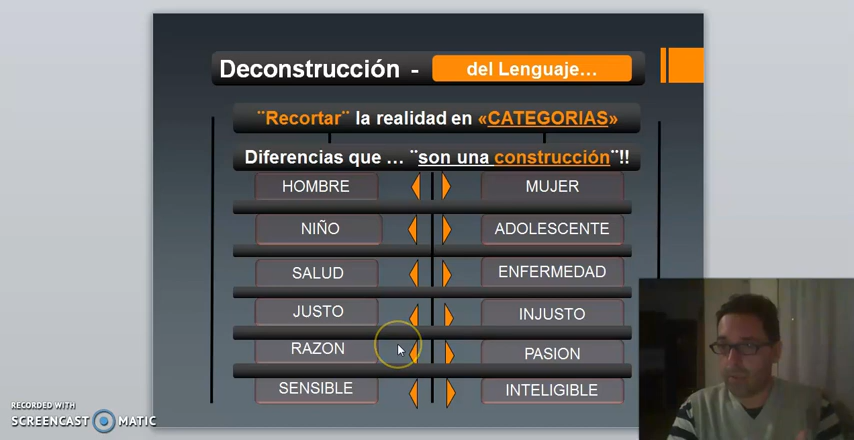 Deconstrucción - del Lenguaje...
¨Recortar¨ la realidad en «CATEGORIAS»
Diferencias que ... ¨son una construcción¨!!
HOMBRE MUJER
NIÑO ADOLESCENTE
SALUD ENFERMEDAD
JUSTO INJUSTO
RAZON PASION
SENSIBLE INTELIGIBLE
RECORDED WITH
SCREENCAST MATIC